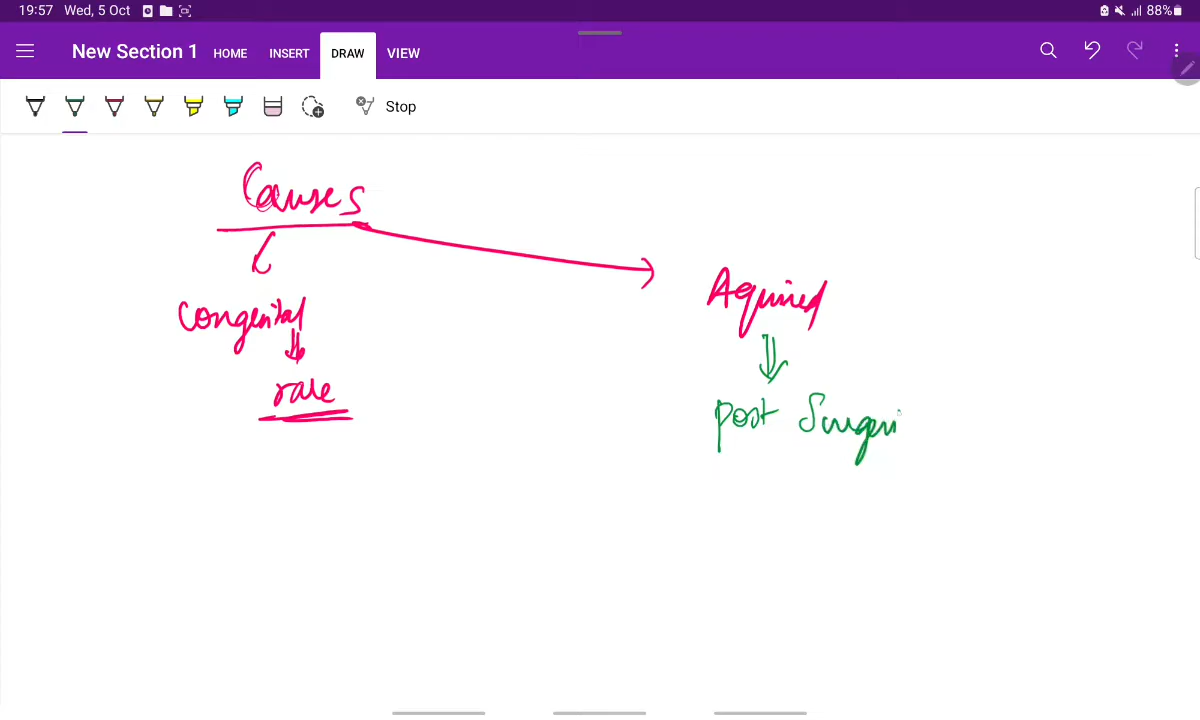 19:57 Wed, 5 Oct 88%
New Section 1 HOME INSERT DRAW VIEW
Stop
Causes
Congenital
rare
Aquired
post Surgeri